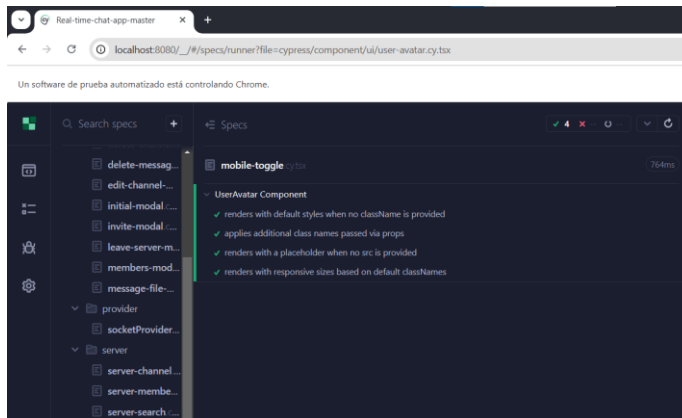 Real-time-chat-app-master
localhost:8080/__/#/specs/runner?file=cypress/component/ui/user-avatar.cy.tsx
Un software de prueba automatizado está controlando Chrome.
Search specs
Specs
4
delete-messag...
edit-channel-...
initial-modal.c...
invite-modal.c...
leave-server-m...
members-mod...
message-file-...
provider
socketProvider...
server
server-channel...
server-membe...
server-search.c...
mobile-toggle.cy.tsx
764ms
UserAvatar Component
renders with default styles when no className is provided
applies additional class names passed via props
renders with a placeholder when no src is provided
renders with responsive sizes based on default classNames